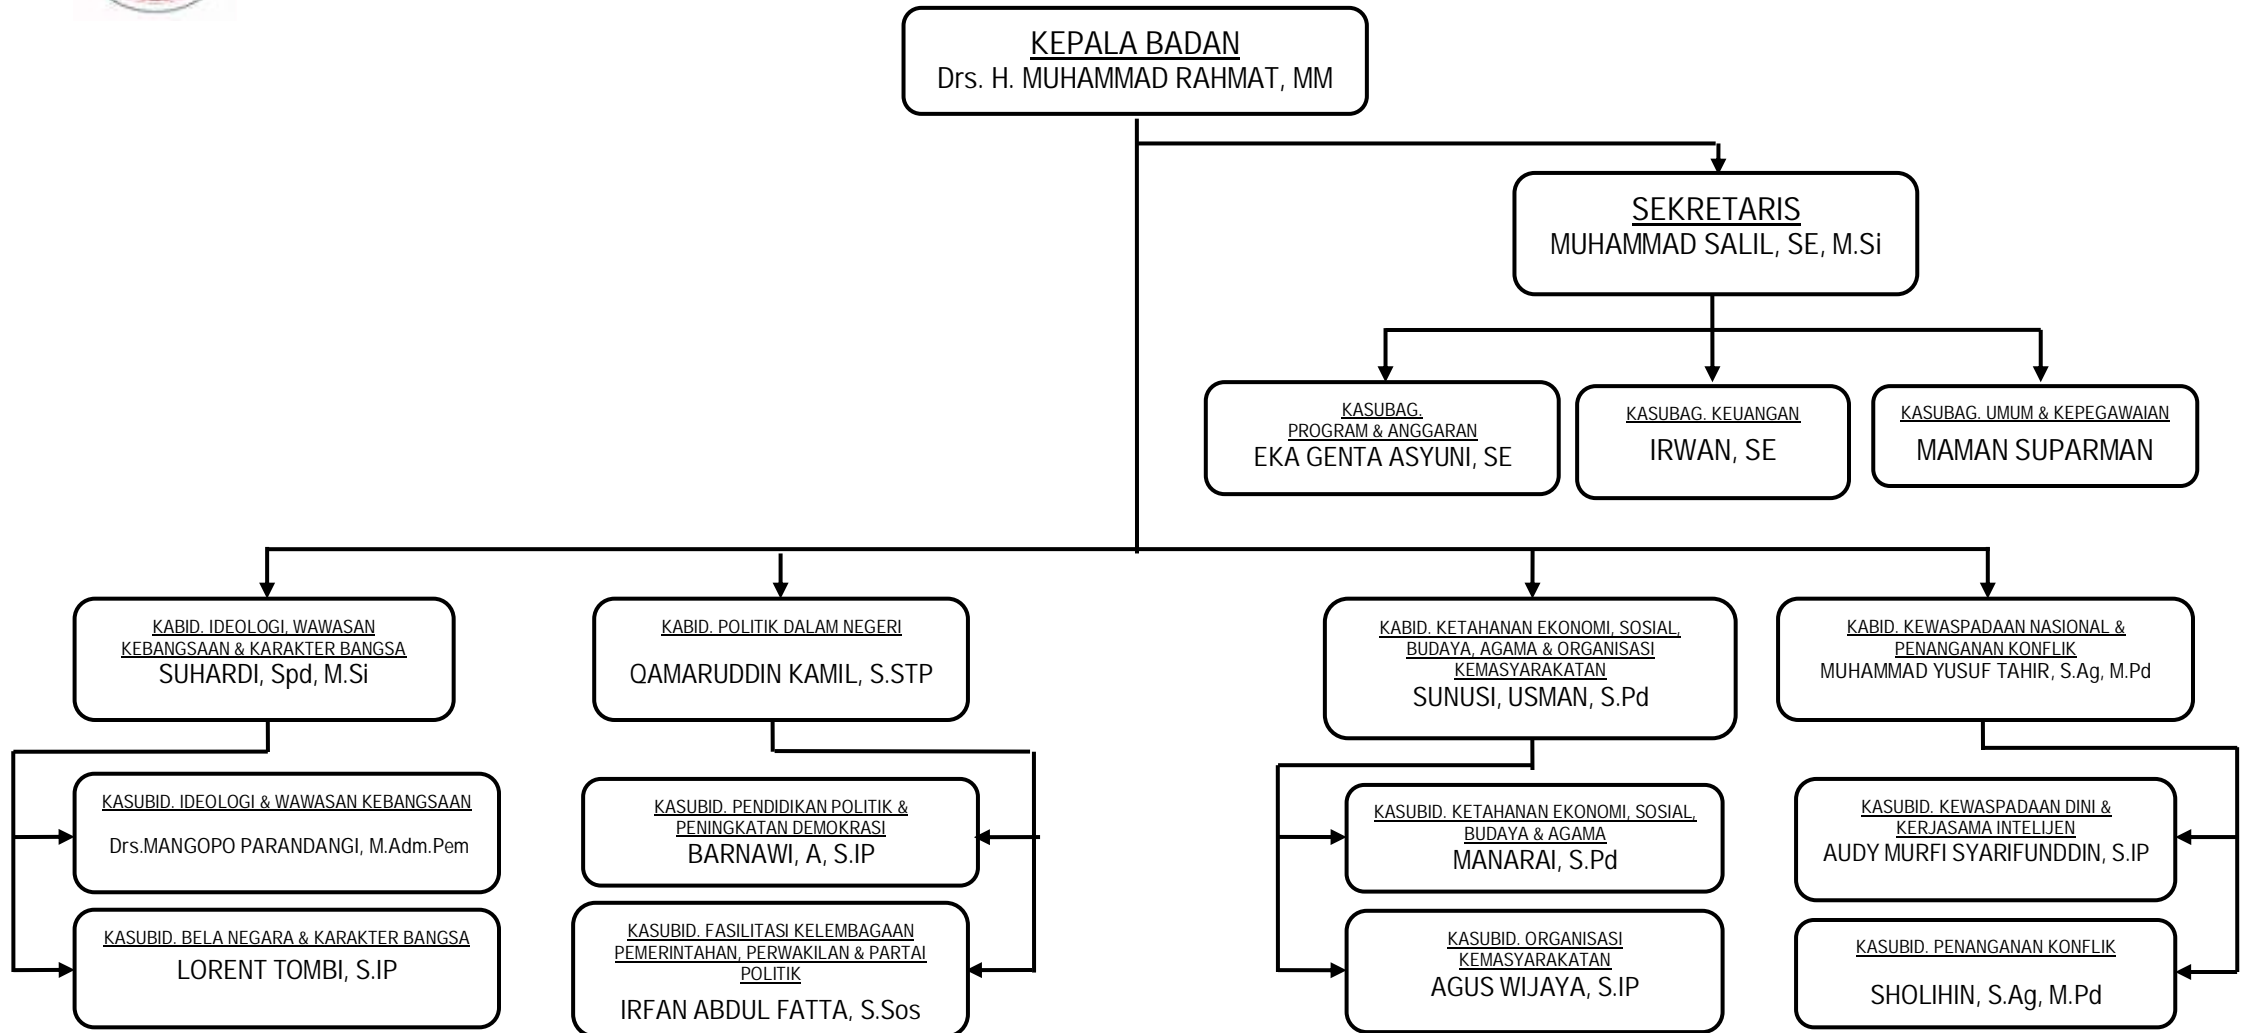 KEPALA BADAN
Drs. H. MUHAMMAD RAHMAT, MM
SEKRETARIS
MUHAMMAD SALIL, SE, M.Si
KASUBAG.
PROGRAM & ANGGARAN
EKA GENTA ASYUNI, SE
KASUBAG. KEUANGAN
IRWAN, SE
KASUBAG. UMUM & KEPEGAWAIAN
MAMAN SUPARMAN
KABID. IDEOLOGI, WAWASAN
KEBANGSAAN & KARAKTER BANGSA
SUHARDI, Spd, M.Si
KABID. POLITIK DALAM NEGERI
QAMARUDDIN KAMIL, S.STP
KABID. KETAHANAN EKONOMI, SOSIAL,
BUDAYA, AGAMA & ORGANISASI
KEMASYARAKATAN
SUNUSI, USMAN, S.Pd
KABID. KEWASPADAAN NASIONAL &
PENANGANAN KONFLIK
MUHAMMAD YUSUF TAHIR, S.Ag, M.Pd
KASUBID. IDEOLOGI & WAWASAN KEBANGSAAN
Drs.MANGOPO PARANDANGI, M.Adm.Pem
KASUBID. BELA NEGARA & KARAKTER BANGSA
LORENT TOMBI, S.IP
KASUBID. PENDIDIKAN POLITIK &
PENINGKATAN DEMOKRASI
BARNAWI, A, S.IP
KASUBID. FASILITASI KELEMBAGAAN
PEMERINTAHAN, PERWAKILAN & PARTAI
POLITIK
IRFAN ABDUL FATTA, S.Sos
KASUBID. KETAHANAN EKONOMI, SOSIAL,
BUDAYA & AGAMA
MANARAI, S.Pd
KASUBID. ORGANISASI
KEMASYARAKATAN
AGUS WIJAYA, S.IP
KASUBID. KEWASPADAAN DINI &
KERJASAMA INTELIJEN
AUDY MURFI SYARIFUNDDIN, S.IP
KASUBID. PENANGANAN KONFLIK
SHOLIHIN, S.Ag, M.Pd